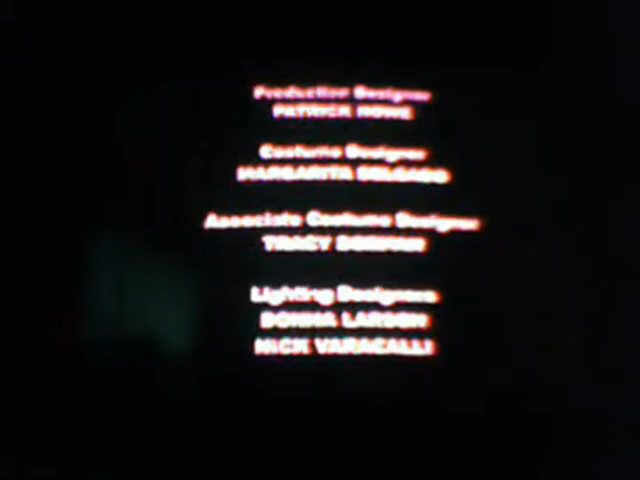 Production Designer
PATRICK HOWE
Costume Designer
MARGARITA DELGADO
Associate Costume Designer
TRACY
Lighting Designers
DONNA LARSEN
NICK VARACALLI